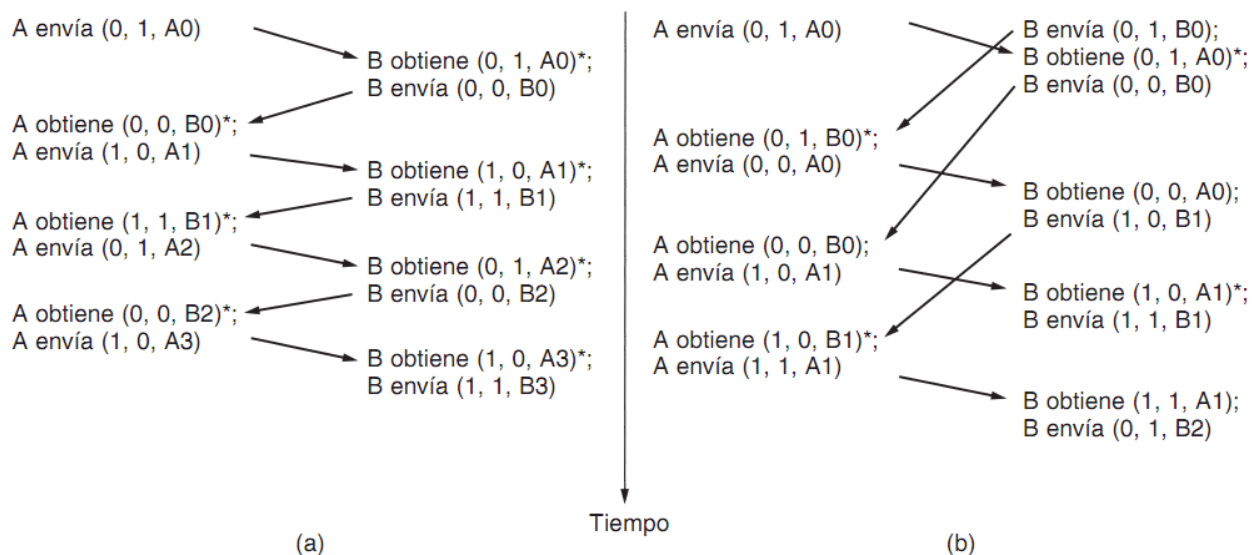 A envía (0, 1, A0)
B obtiene (0, 1, A0)*;
B envía (0, 0, B0)
A obtiene (0, 0, B0)*;
A envía (1, 0, A1)
B obtiene (1, 0, A1)*;
B envía (1, 1, B1)
A obtiene (1, 1, B1)*;
A envía (0, 1, A2)
B obtiene (0, 1, A2)*;
B envía (0, 0, B2)
A obtiene (0, 0, B2)*;
A envía (1, 0, A3)
B obtiene (1, 0, A3)*;
B envía (1, 1, B3)
(a)
Tiempo
A envía (0, 1, A0)
B envía (0, 1, B0);
B obtiene (0, 1, A0)*;
B envía (0, 0, B0)
A obtiene (0, 1, B0)*;
A envía (0, 0, A0)
B obtiene (0, 0, A0);
B envía (1, 0, B1)
A obtiene (0, 0, B0);
A envía (1, 0, A1)
B obtiene (1, 0, A1)*;
B envía (1, 1, B1)
A obtiene (1, 0, B1)*;
A envía (1, 1, A1)
B obtiene (1, 1, A1);
B envía (0, 1, B2)
(b)